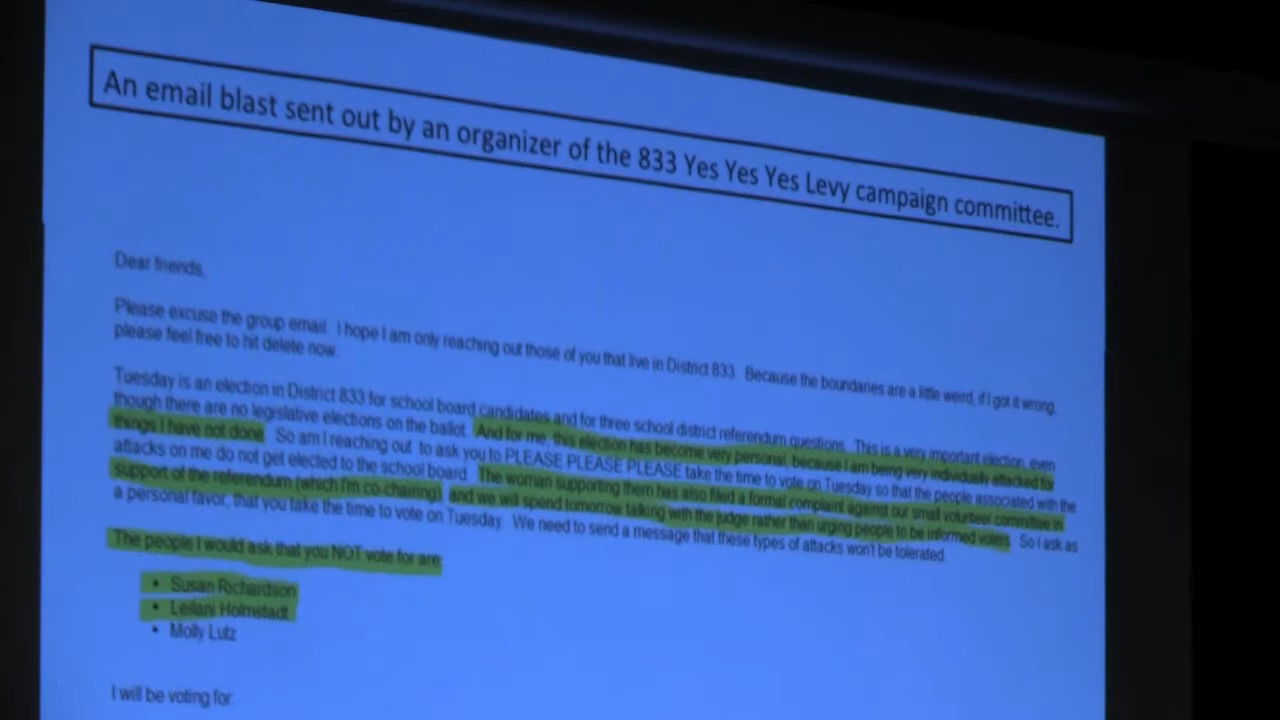 An email blast sent out by an organizer of the 833 Yes Yes Yes Levy campaign committee.
Dear friends,
Please excuse the group email. I hope I am only reaching out those of you that live in District 833. Because the boundaries are a little weird, if I got it wrong,
please feel free to hit delete now.
Tuesday is an election in District 833 for school board candidates and for three school district referendum questions. This is a very important election, even
though there are no legislative elections on the ballot. And for me, this election has become very personal, because I am being very individually attacked for
things I have not done. So am I reaching out to ask you to PLEASE PLEASE PLEASE take the time to vote on Tuesday so that the people associated with the
attacks on me do not get elected to the school board. The woman supporting them has also filed a formal complaint against our small volunteer committee in
support of the referendum (which I'm co-chairing) and we will spend tomorrow talking with the judge rather than urging people to be informed voters. So I ask as
a personal favor, that you take the time to vote on Tuesday. We need to send a message that these types of attacks won't be tolerated.
The people I would ask that you NOT vote for are:
• Susan Richardson
• Leilani Holmstadt
• Molly Lutz
I will be voting for: